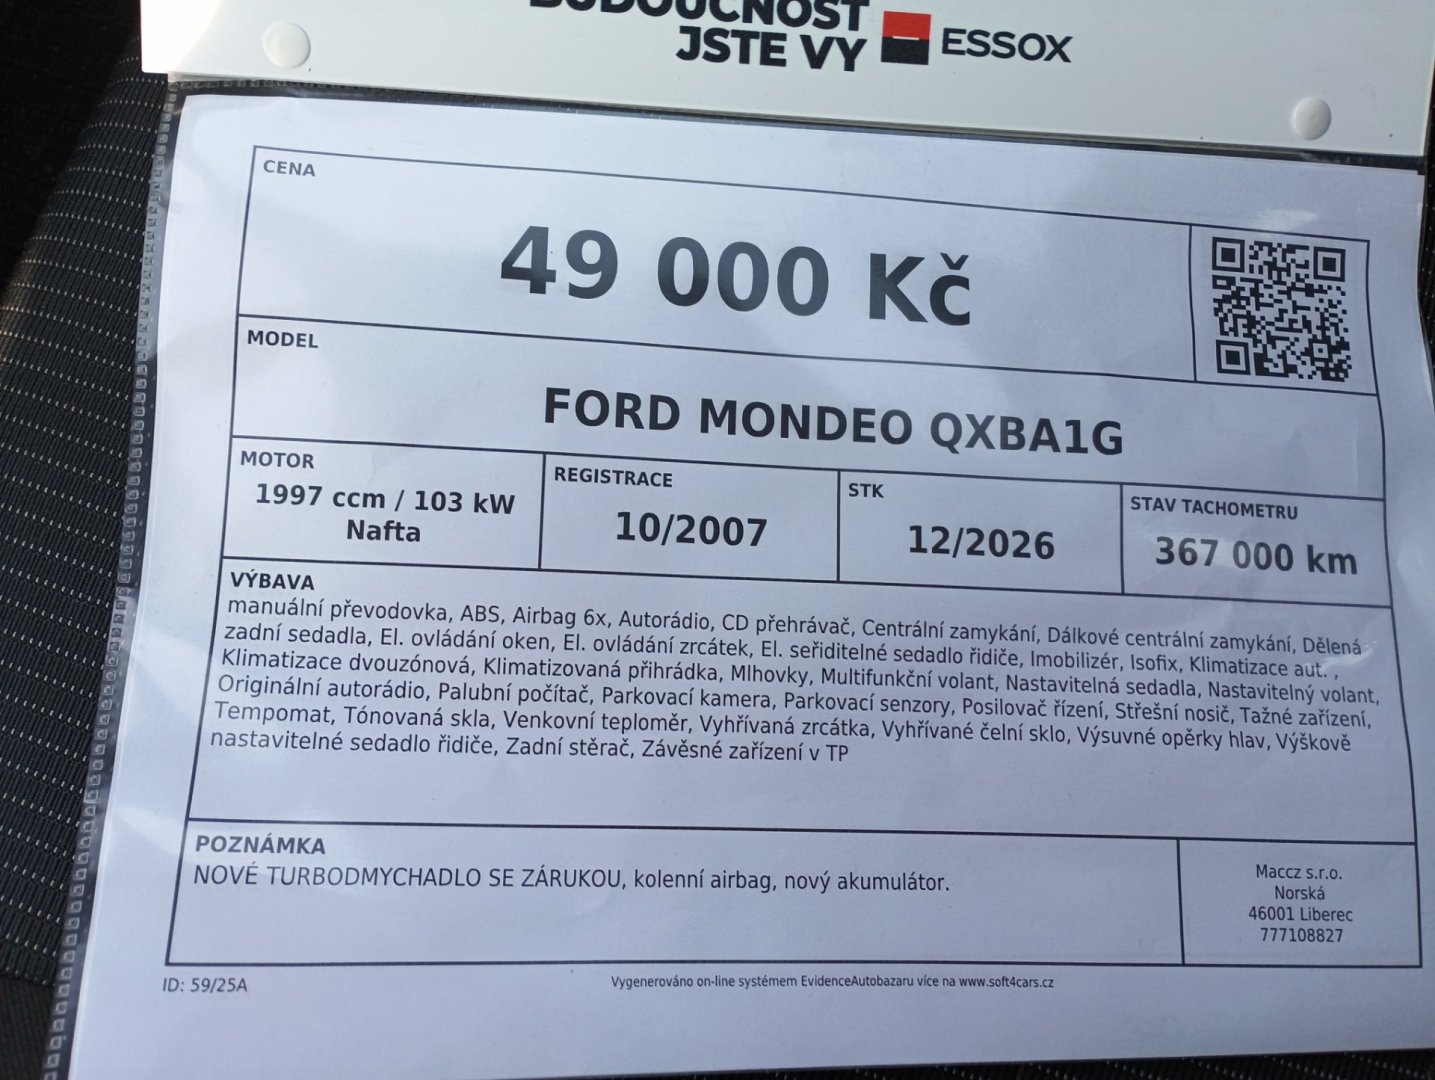 BUDOUCNOST
JSTE VY
ESSOX
CENA
49 000 Kč
MODEL
FORD MONDEO QXBA1G
MOTOR
1997 ccm / 103 kW
Nafta
REGISTRACE
10/2007
STK
12/2026
STAV TACHOMETRU
367 000 km
VÝBAVA
manuální převodovka, ABS, Airbag 6x, Autorádio, CD přehrávač, Centrální zamykání, Dálkové centrální zamykání, Dělená
zadní sedadla, El. ovládání oken, El. ovládání zrcátek, El. seřiditelné sedadlo řidiče, Imobilizér, Isofix, Klimatizace aut. ,
Klimatizace dvouzónová, Klimatizovaná přihrádka, Mlhovky, Multifunkční volant, Nastavitelná sedadla, Nastavitelný volant,
Originální autorádio, Palubní počítač, Parkovací kamera, Parkovací senzory, Posilovač řízení, Střešní nosič, Tažné zařízení,
Tempomat, Tónovaná skla, Venkovní teploměr, Vyhřívaná zrcátka, Vyhřívané čelní sklo, Výsuvné opěrky hlav, Výškově
nastavitelné sedadlo řidiče, Zadní stěrač, Závěsné zařízení v TP
POZNÁMKA
NOVÉ TURBODMYCHADLO SE ZÁRUKOU, kolenní airbag, nový akumulátor.
Maccz s.r.o.
Norská
46001 Liberec
777108827
ID: 59/25A
Vygenerováno on-line systémem EvidenceAutobazaru více na www.soft4cars.cz